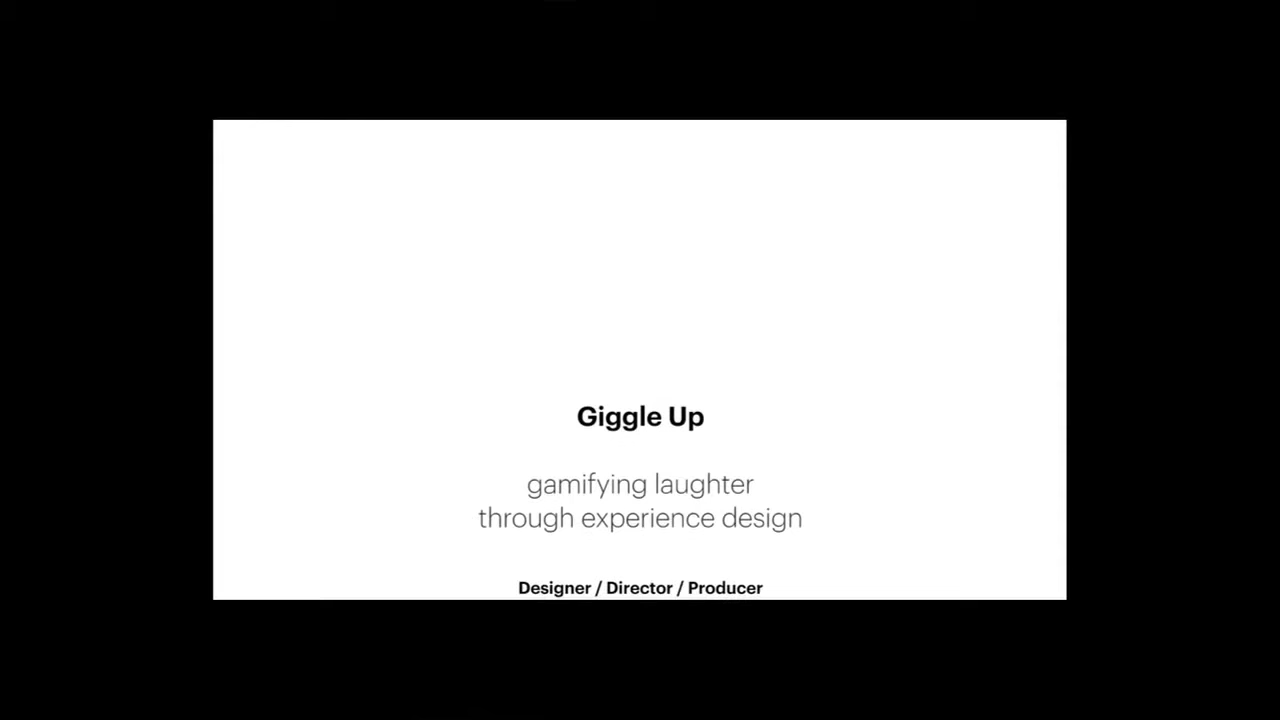 Giggle Up
gamifying laughter
through experience design
Designer / Director / Producer